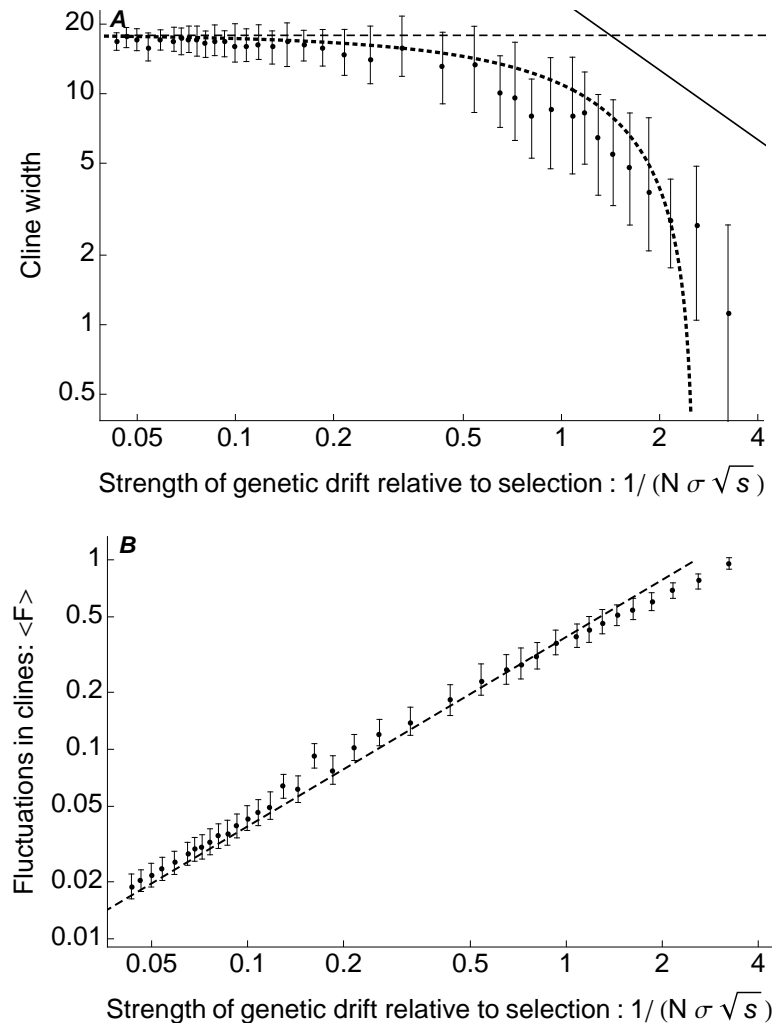 A
20
10
5
2
1
0.5
Cline width
0.05 0.1 0.2 0.5 1 2 4
Strength of genetic drift relative to selection : 1/ (N σ √s )
B
1
0.5
0.2
0.1
0.05
0.02
0.01
Fluctuations in clines: <F>
0.05 0.1 0.2 0.5 1 2 4
Strength of genetic drift relative to selection : 1/ (N σ √s )